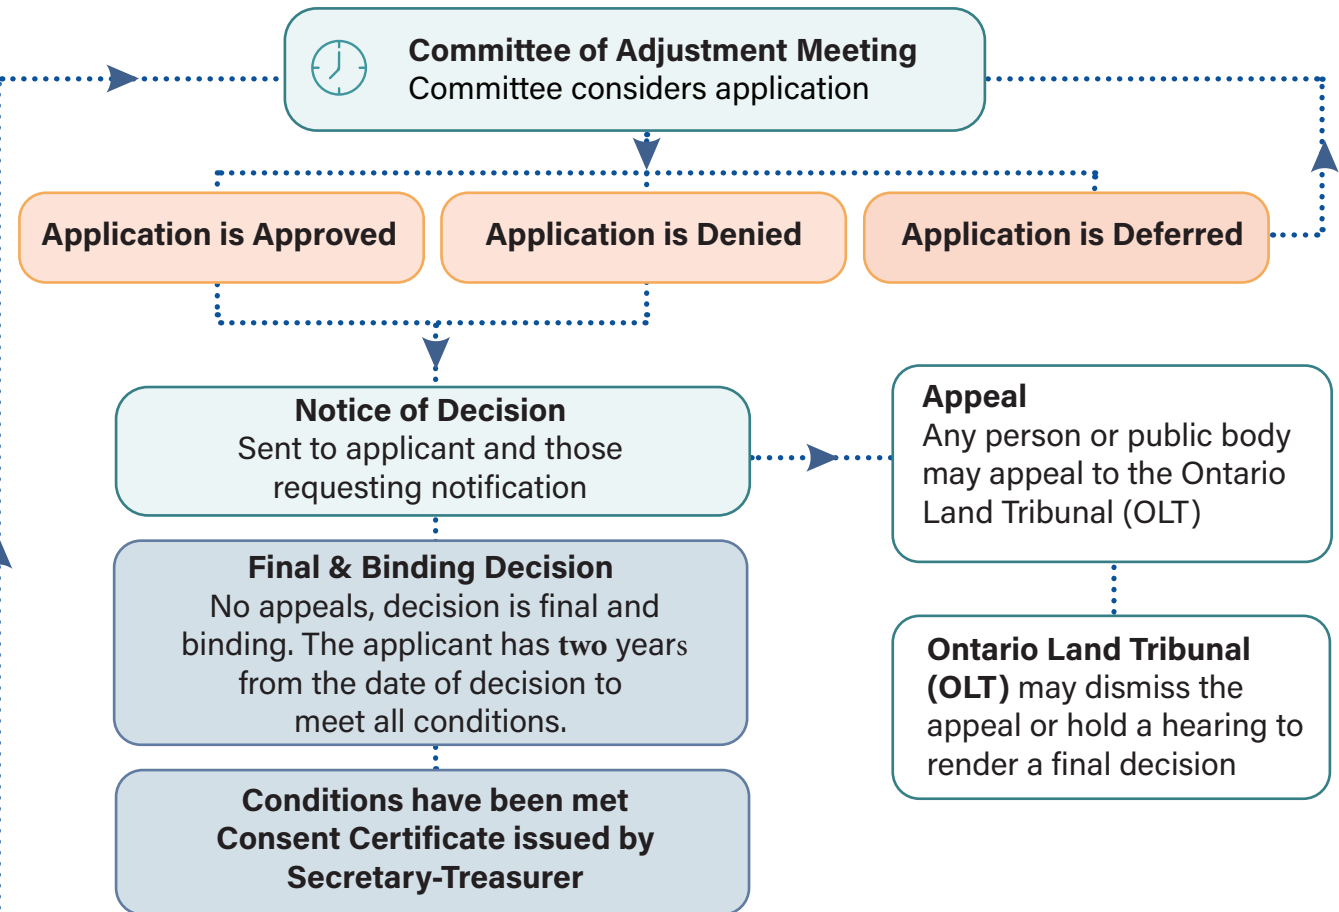 Committee of Adjustment Meeting
Committee considers application
Application is Approved
Application is Denied
Application is Deferred
Notice of Decision
Sent to applicant and those
requesting notification
Appeal
Any person or public body
may appeal to the Ontario
Land Tribunal (OLT)
Final & Binding Decision
No appeals, decision is final and
binding. The applicant has two years
from the date of decision to
meet all conditions.
Ontario Land Tribunal
(OLT) may dismiss the
appeal or hold a hearing to
render a final decision
Conditions have been met
Consent Certificate issued by
Secretary-Treasurer